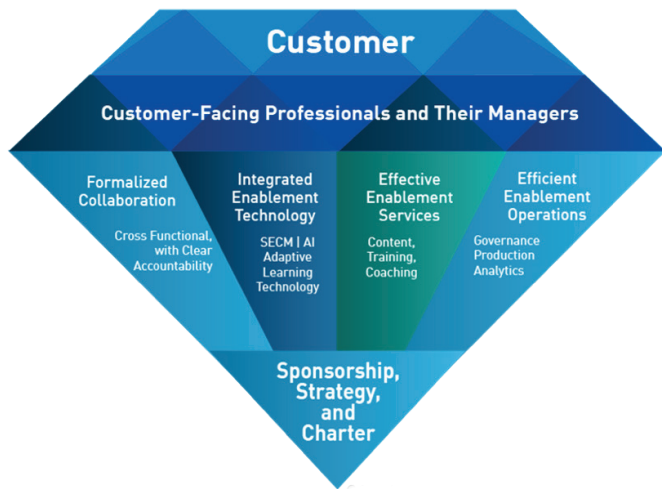 Customer
Customer-Facing Professionals and Their Managers
Formalized
Collaboration
Cross Functional,
with Clear
Accountability
Integrated
Enablement
Technology
SECM | AI
Adaptive
Learning
Technology
Effective
Enablement
Services
Content,
Training,
Coaching
Efficient
Enablement
Operations
Governance
Production
Analytics
Sponsorship,
Strategy,
and
Charter